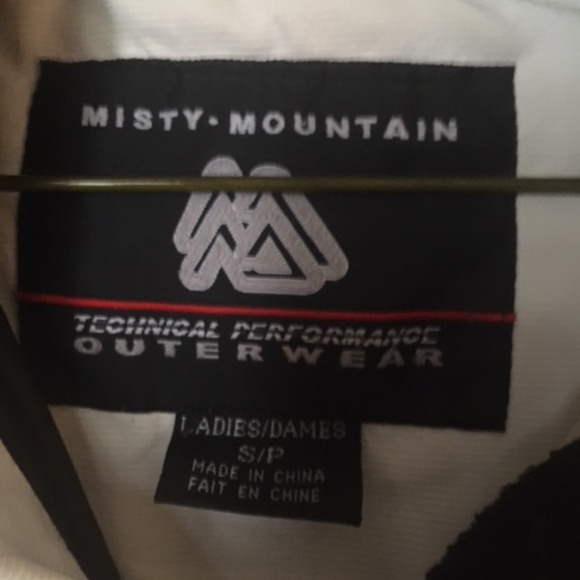 MISTY • MOUNTAIN
TECHNICAL PERFORMANCE
OUTERWEAR
LADIES/DAMES
S/P
MADE IN CHINA
FAIT EN CHINE